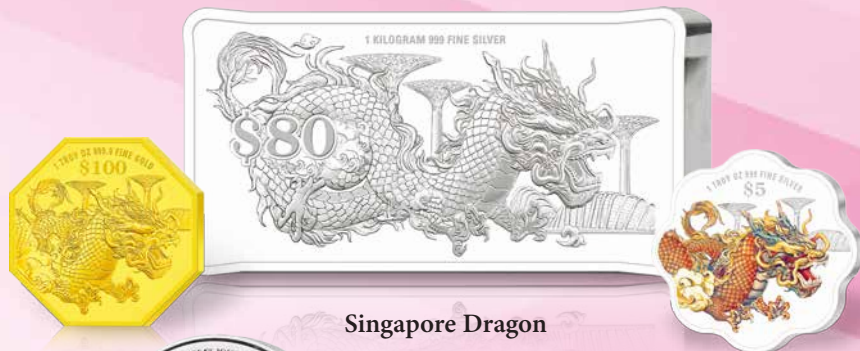 1 KILOGRAM 999 FINE SILVER
$80
1 TROY OZ 999.9 FINE GOLD
$100
1 TROY OZ 999 FINE SILVER
$5
Singapore Dragon